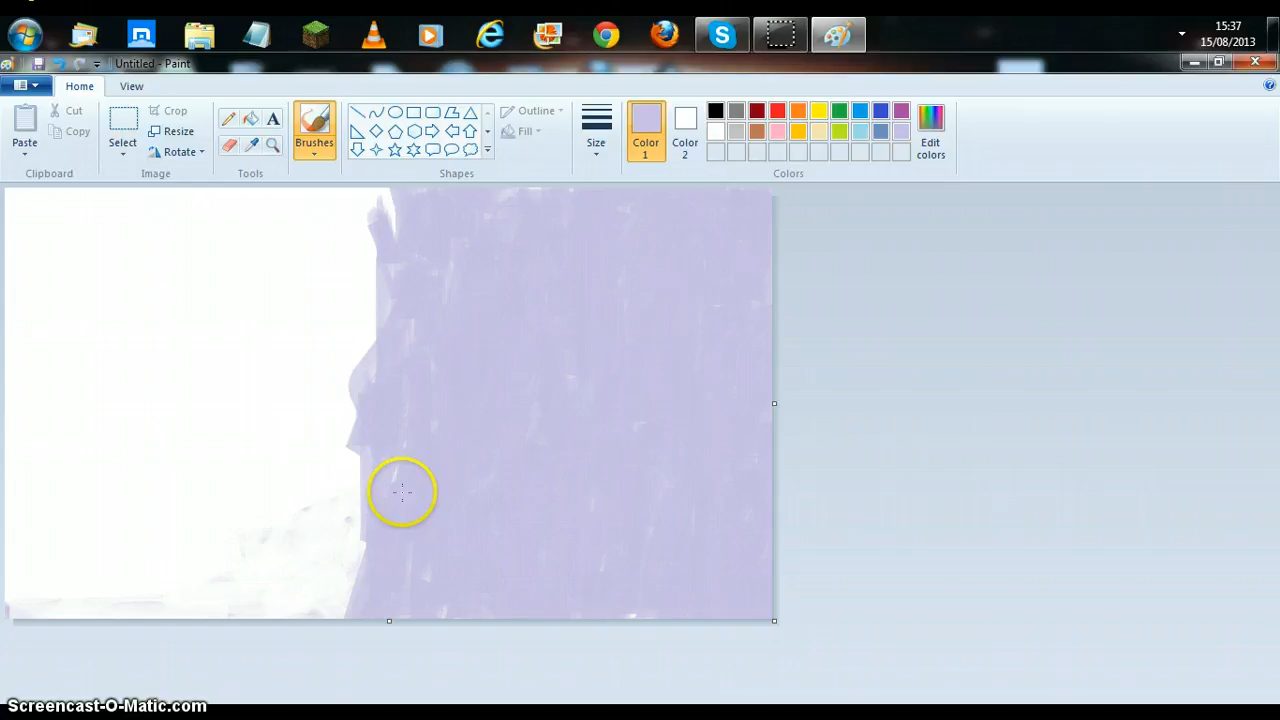 15:37
15/08/2013
Untitled - Paint
Home View
Paste
Cut
Copy
Clipboard
Select
Crop
Resize
Rotate
Image
Tools
Brushes
Shapes
Outline
Fill
Size
Color 1
Color 2
Edit colors
Colors
Screencast-O-Matic.com